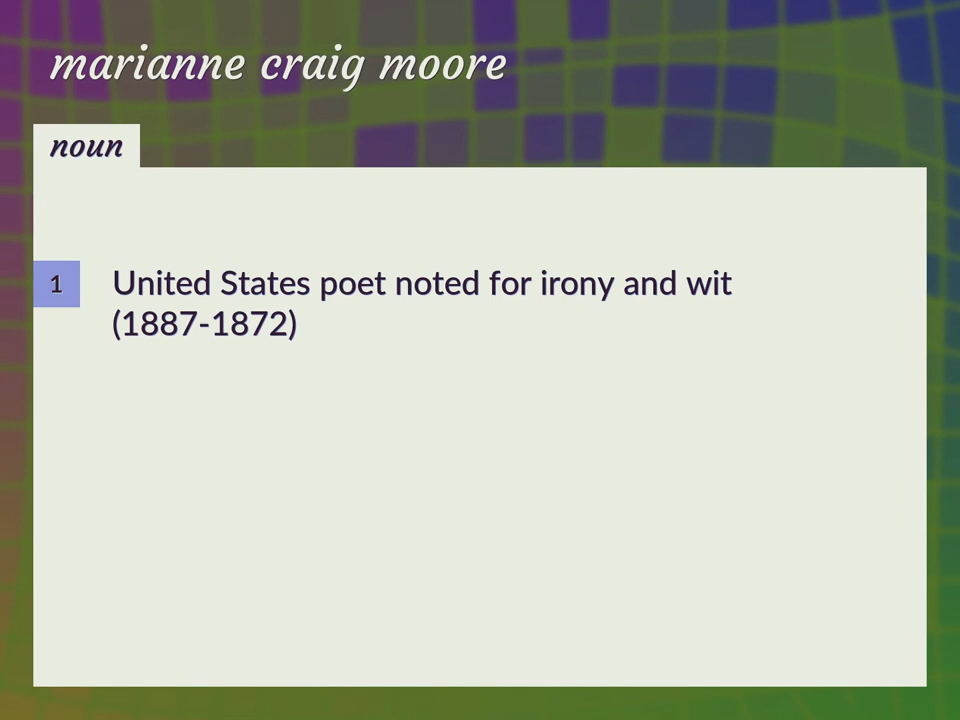 marianne craig moore
noun
1 United States poet noted for irony and wit
(1887-1872)